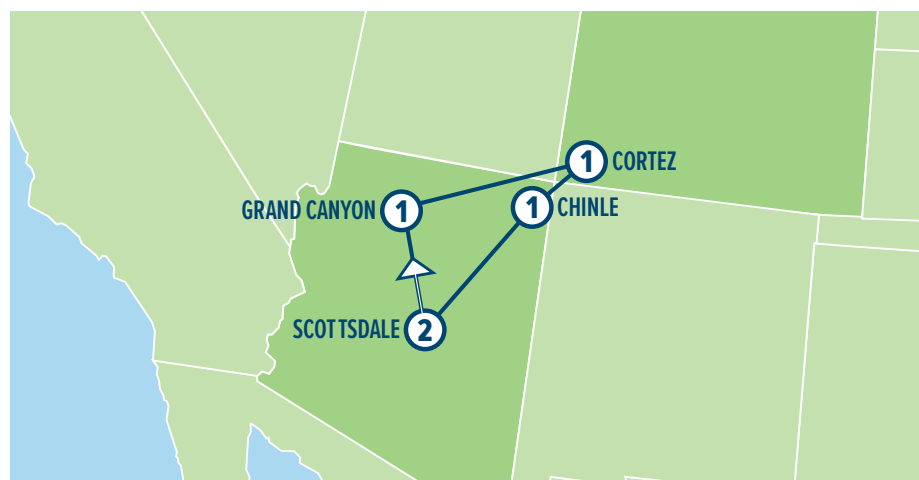 1 CORTEZ
GRAND CANYON 1
1 CHINLE
SCOTTSDALE 2